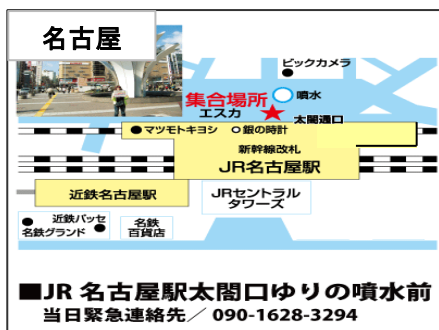 名古屋
ビックカメラ
噴水
集合場所
エスカ
太閤通口
マツモトキヨシ
銀の時計
新幹線改札
JR名古屋駅
近鉄名古屋駅
JRセントラル
タワーズ
近鉄パッセ
名鉄グランド
名鉄
百貨店
■JR名古屋駅太閤口ゆりの噴水前
当日緊急連絡先／090-1628-3294